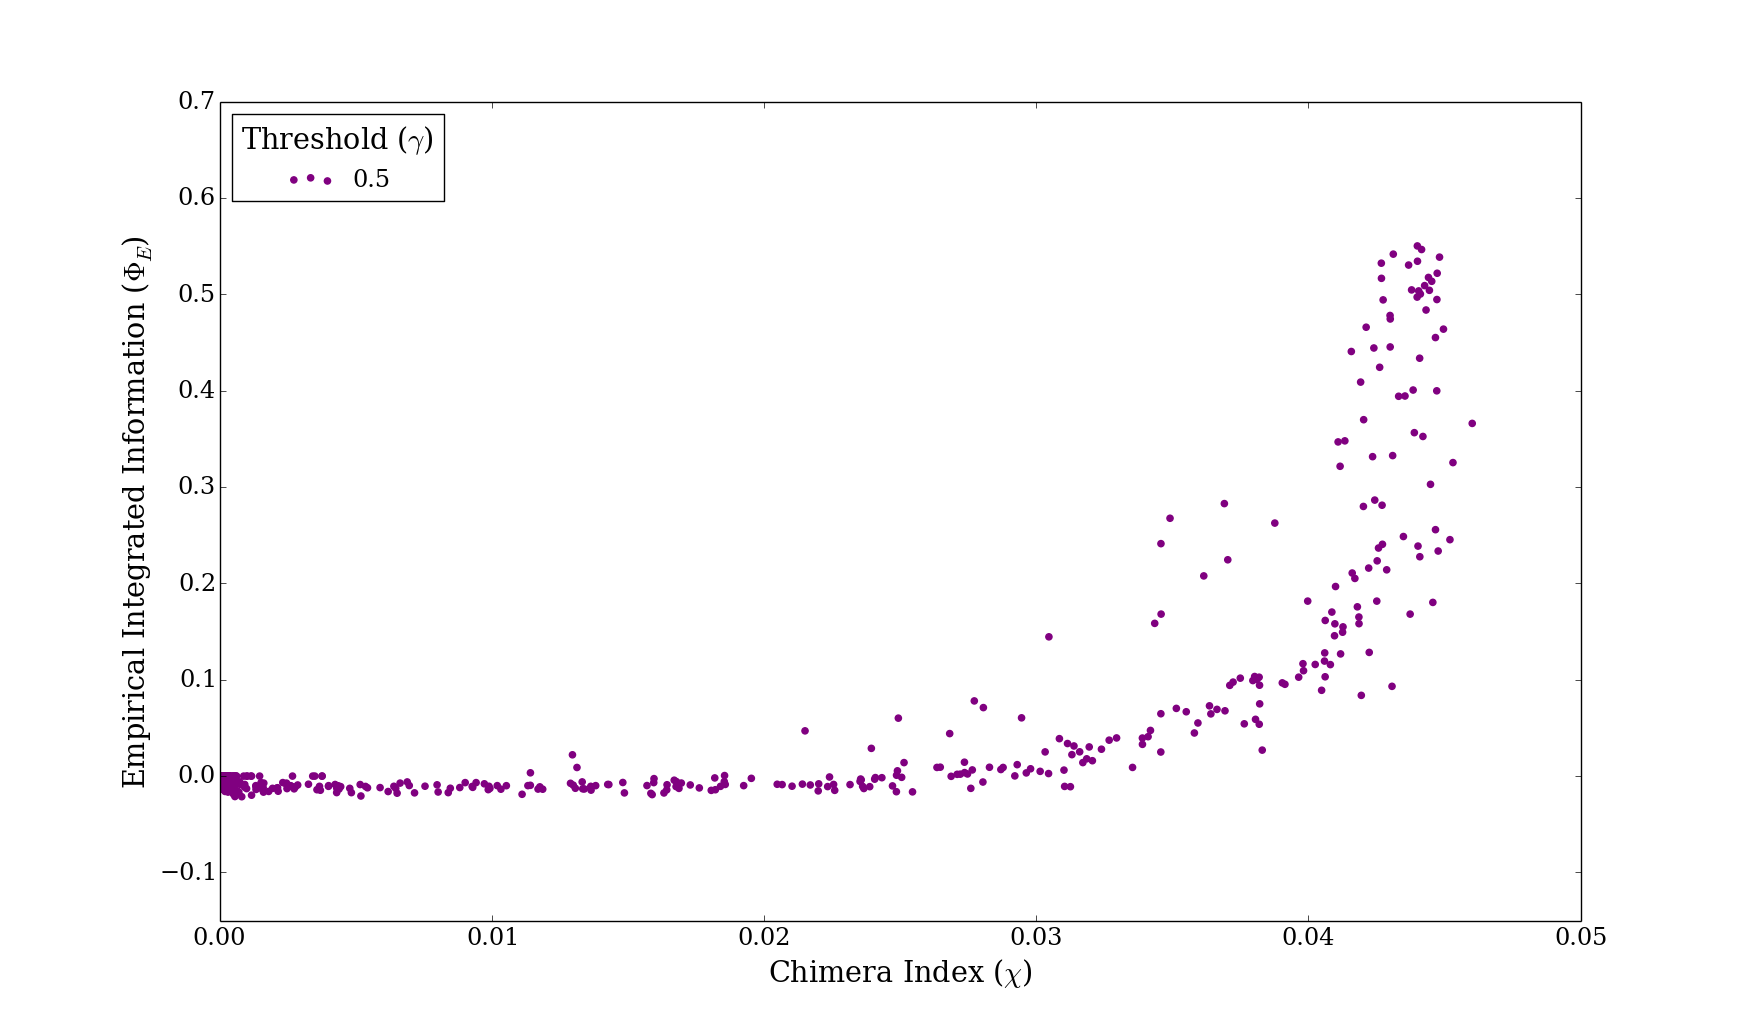 0.7
Threshold (γ)
0.5
0.6
0.5
0.4
0.3
0.2
0.1
0.0
−0.1
Empirical Integrated Information (Φ_E)
0.00 0.01 0.02 0.03 0.04 0.05
Chimera Index (χ)